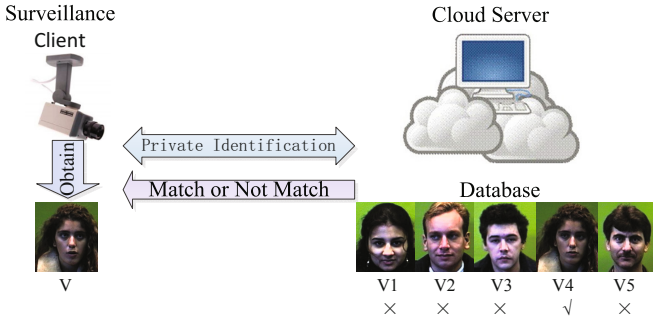 Surveillance
Client
Cloud Server
Private Identification
Obtain
Match or Not Match
Database
V
V1 V2 V3 V4 V5
× × × √ ×